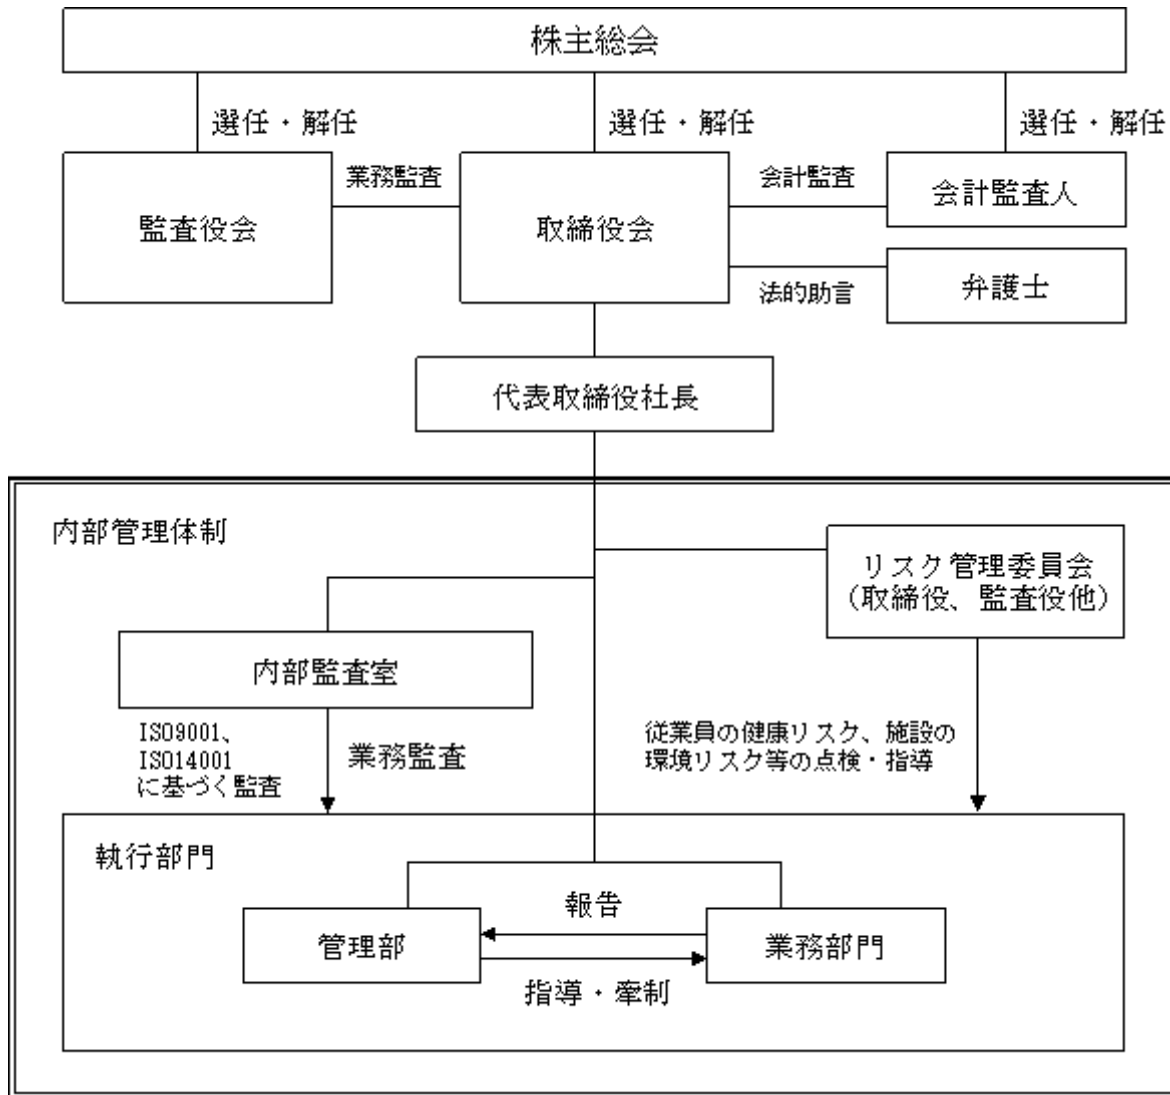 株主総会
選任・解任
選任・解任
選任・解任
監査役会
業務監査
取締役会
会計監査
会計監査人
法的助言
弁護士
代表取締役社長
内部管理体制
リスク管理委員会
（取締役、監査役他）
内部監査室
ISO9001、
ISO14001
に基づく監査
業務監査
従業員の健康リスク、施設の
環境リスク等の点検・指導
執行部門
報告
管理部
業務部門
指導・牽制